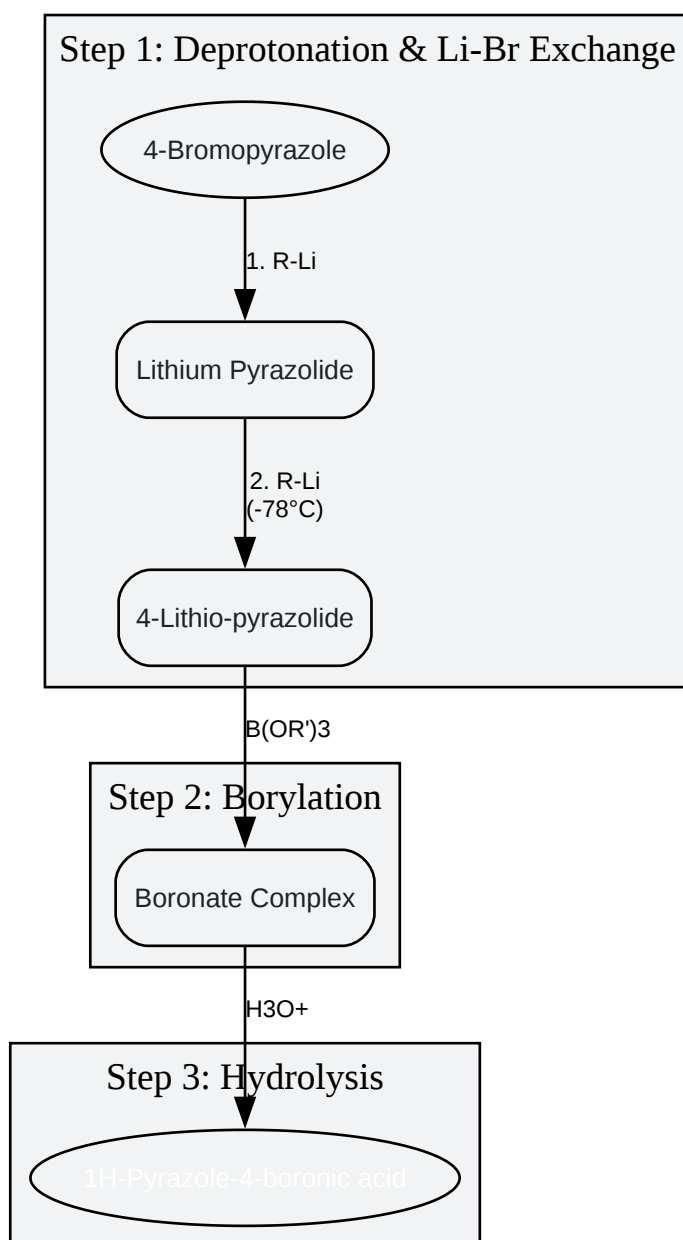 Step 1: Deprotonation & Li-Br Exchange
4-Bromopyrazole
1. R-Li
Lithium Pyrazolide
2. R-Li
(-78°C)
4-Lithio-pyrazolide
B(OR')3
Step 2: Borylation
Boronate Complex
H3O+
Step 3: Hydrolysis
1H-Pyrazole-4-boronic acid